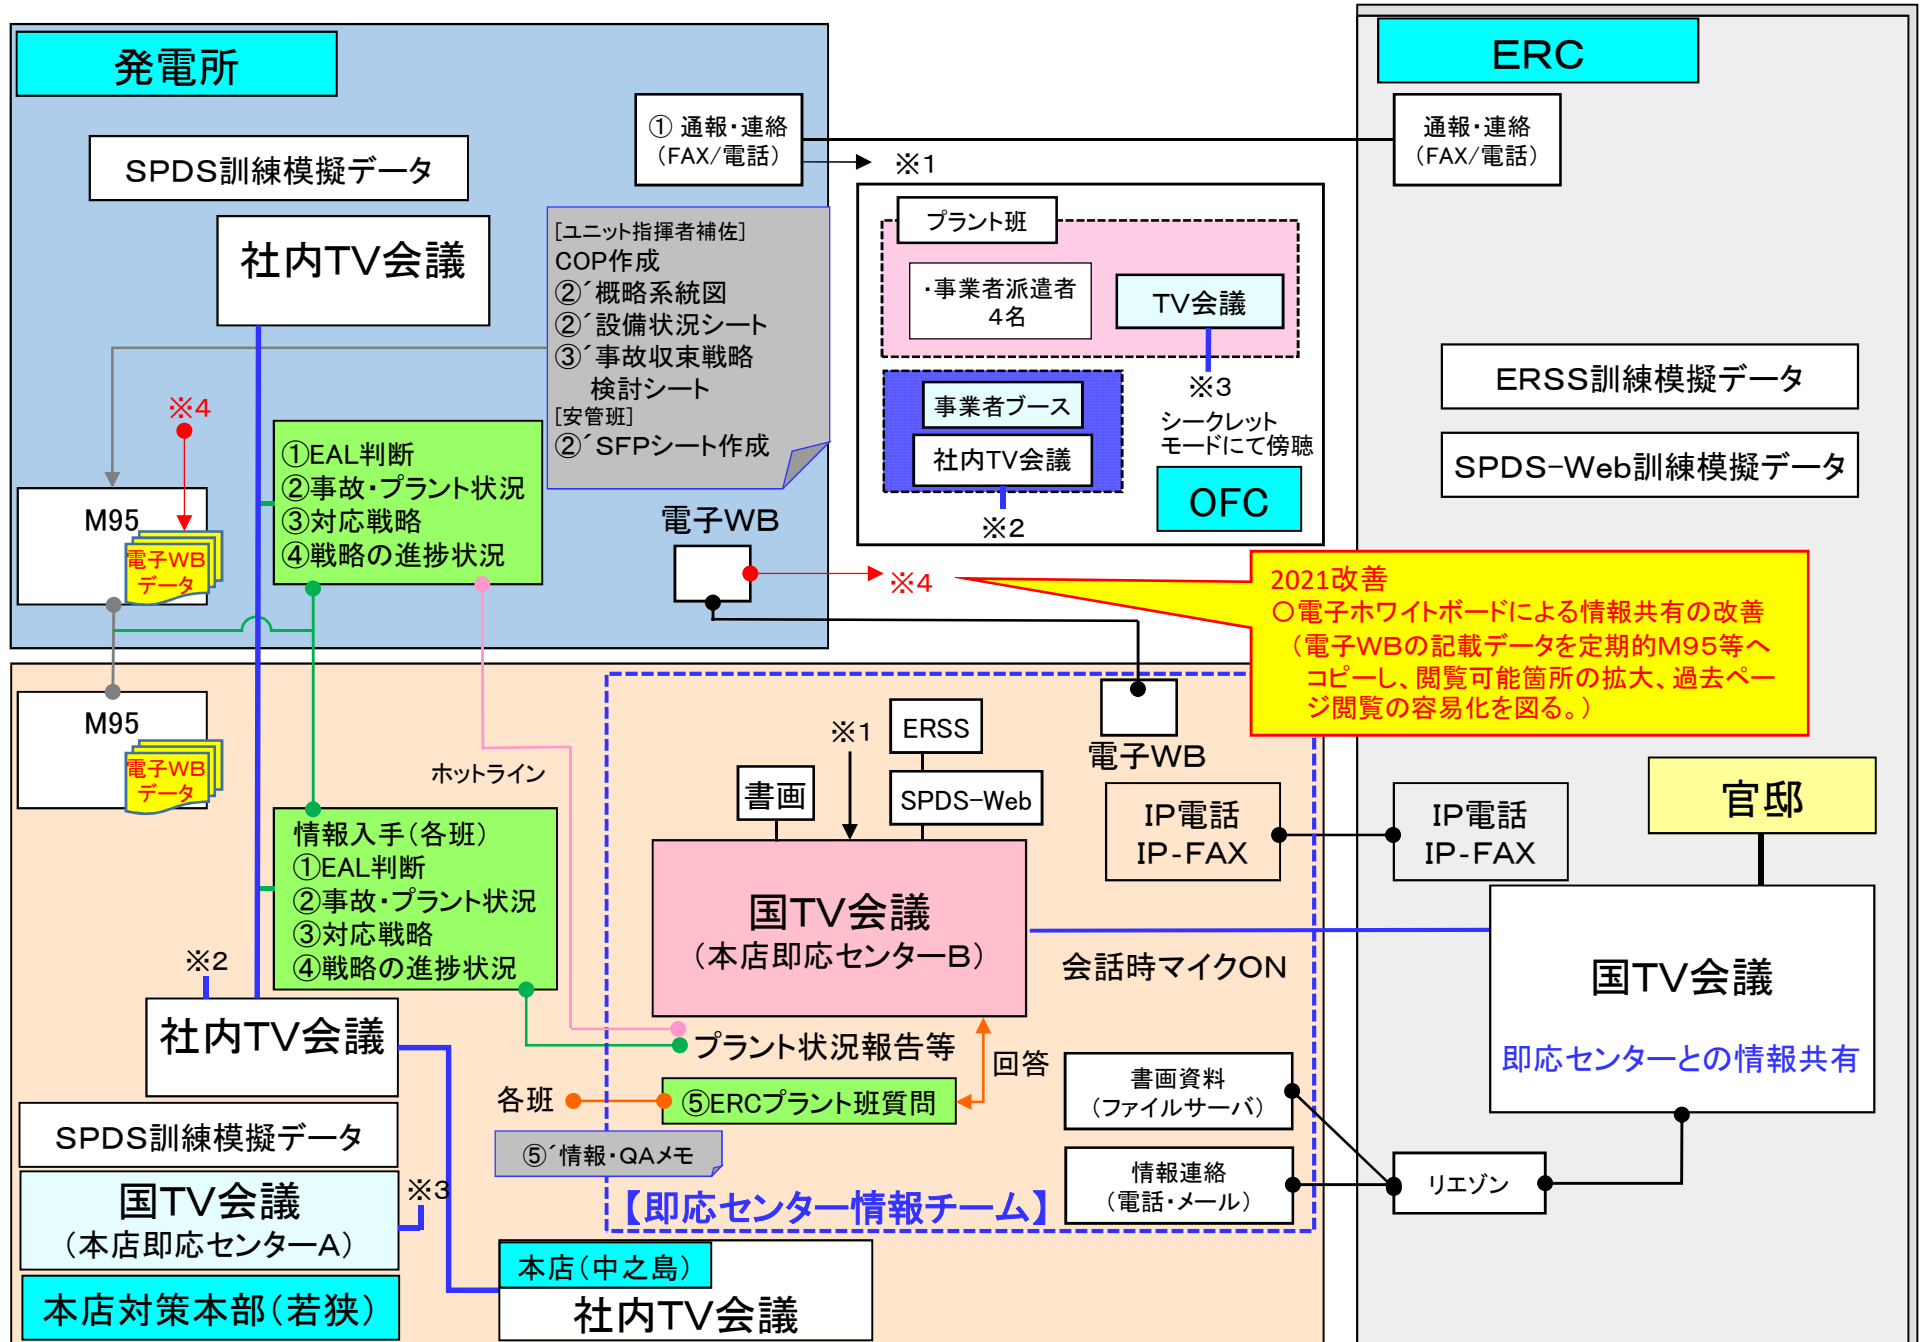 発電所
SPDS訓練模擬データ
社内TV会議
① 通報・連絡
（FAX/電話）
※1
[ユニット指揮者補佐]
COP作成
②´概略系統図
②´設備状況シート
③´事故収束戦略
検討シート
[安管班]
②´SFPシート作成
※4
①EAL判断
②事故・プラント状況
③対応戦略
④戦略の進捗状況
M95
電子WB
データ
電子WB
※4
プラント班
・事業者派遣者
4名
TV会議
※3
シークレット
モードにて傍聴
事業者ブース
社内TV会議
※2
OFC
ERC
通報・連絡
（FAX/電話）
ERSS訓練模擬データ
SPDS-Web訓練模擬データ
2021改善
○電子ホワイトボードによる情報共有の改善
（電子WBの記載データを定期的M95等へ
コピーし、閲覧可能箇所の拡大、過去ペー
ジ閲覧の容易化を図る。）
M95
電子WB
データ
ホットライン
情報入手（各班）
①EAL判断
②事故・プラント状況
③対応戦略
④戦略の進捗状況
※2
社内TV会議
SPDS訓練模擬データ
国TV会議
（本店即応センターA）
※3
本店対策本部（若狭）
※1
ERSS
書画
SPDS-Web
電子WB
国TV会議
（本店即応センターB）
IP電話
IP-FAX
会話時マイクON
プラント状況報告等
回答
各班
⑤ERCプラント班質問
⑤´情報・QAメモ
書画資料
（ファイルサーバ）
情報連絡
（電話・メール）
【即応センター情報チーム】
本店（中之島）
社内TV会議
IP電話
IP-FAX
官邸
国TV会議
即応センターとの情報共有
リエゾン